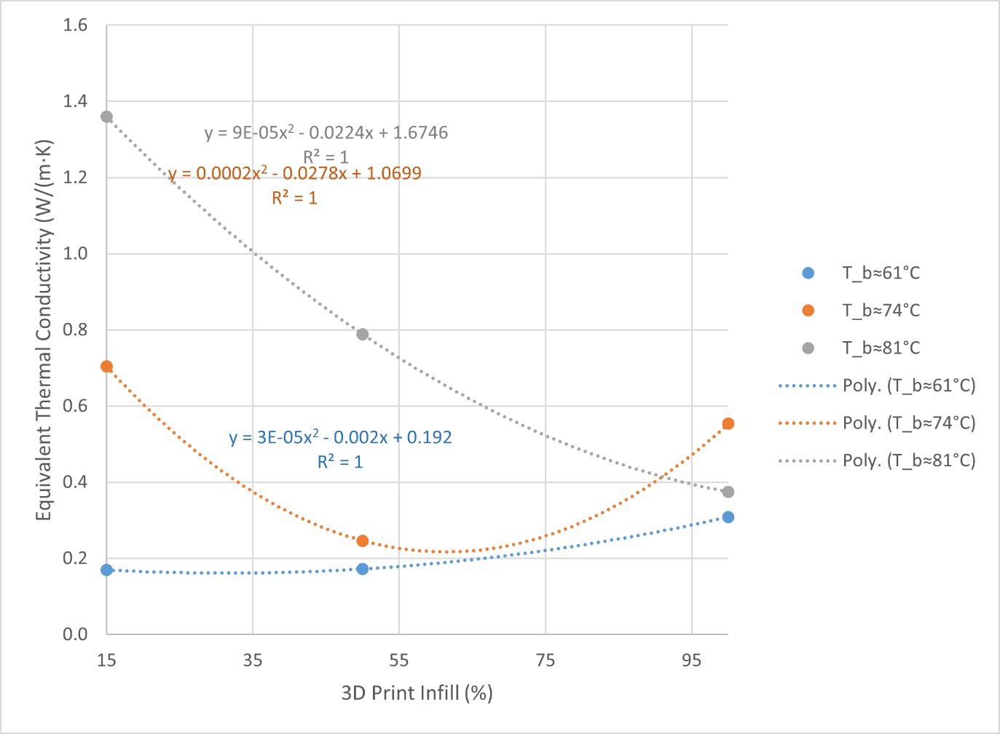 1.6
1.4
1.2
1.0
0.8
0.6
0.4
0.2
0.0
15
35
55
75
95
Equivalent Thermal Conductivity (W/(m·K)
3D Print Infill (%)
y = 9E-05x² - 0.0224x + 1.6746
R² = 1
y = 0.0002x² - 0.0278x + 1.0699
R² = 1
y = 3E-05x² - 0.002x + 0.192
R² = 1
T_b≈61°C
T_b≈74°C
T_b≈81°C
Poly. (T_b≈61°C)
Poly. (T_b≈74°C)
Poly. (T_b≈81°C)